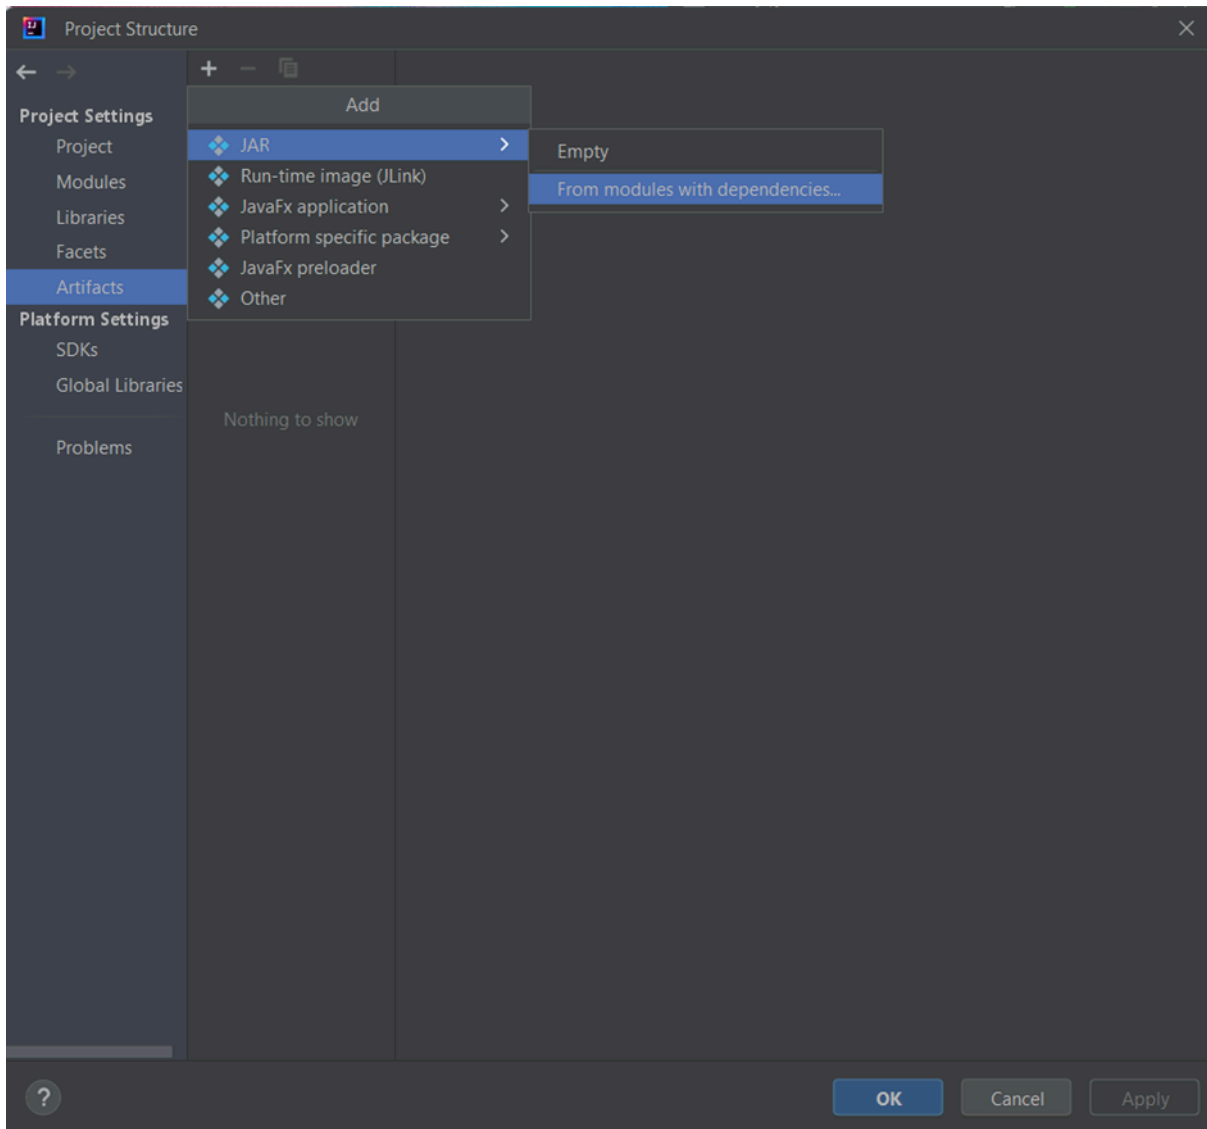 Project Structure
Project Settings
Project
Modules
Libraries
Facets
Artifacts
Platform Settings
SDKs
Global Libraries
Problems
Add
JAR
Run-time image (JLink)
JavaFx application
Platform specific package
JavaFx preloader
Other
Empty
From modules with dependencies...
Nothing to show
?
OK
Cancel
Apply